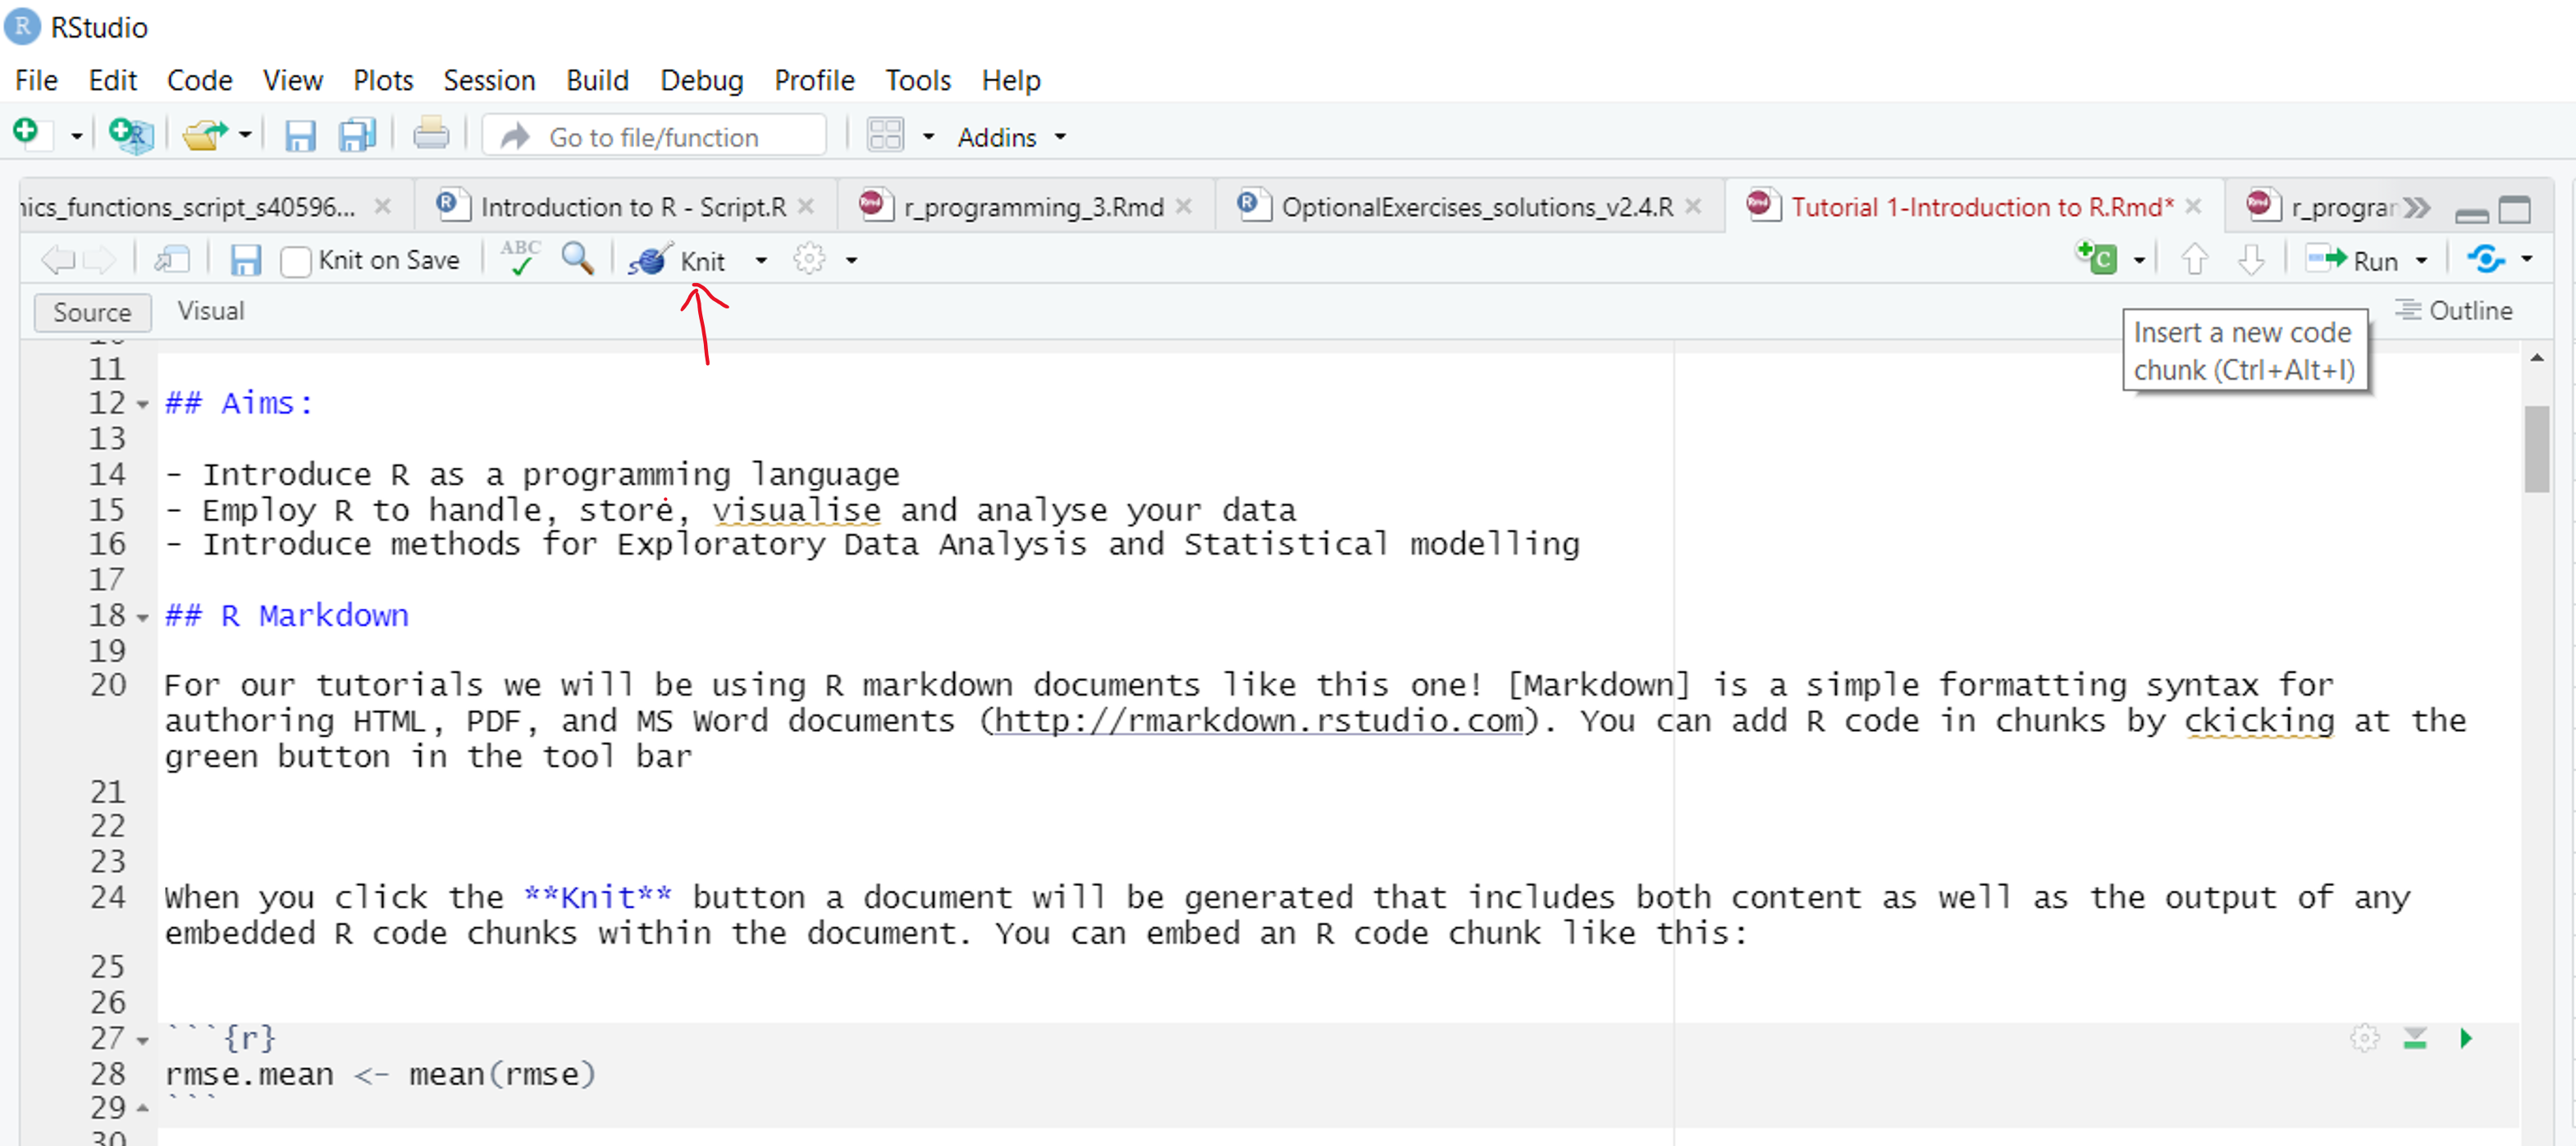 RStudio
File Edit Code View Plots Session Build Debug Profile Tools Help
Go to file/function Addins
nics_functions_script_s40596... Introduction to R - Script.R r_programming_3.Rmd OptionalExercises_solutions_v2.4.R Tutorial 1-Introduction to R.Rmd* r_prograr
Knit on Save ABC Knit Run
Source Visual Outline
Insert a new code
chunk (Ctrl+Alt+I)
11
12 ## Aims:
13
14 - Introduce R as a programming language
15 - Employ R to handle, store, visualise and analyse your data
16 - Introduce methods for Exploratory Data Analysis and Statistical modelling
17
18 ## R Markdown
19
20 For our tutorials we will be using R markdown documents like this one! [Markdown] is a simple formatting syntax for
authoring HTML, PDF, and MS Word documents (http://rmarkdown.rstudio.com). You can add R code in chunks by ckicking at the
green button in the tool bar
21
22
23
24 When you click the **Knit** button a document will be generated that includes both content as well as the output of any
embedded R code chunks within the document. You can embed an R code chunk like this:
25
26
27 ```{r}
28 rmse.mean <- mean(rmse)
29 ```
30